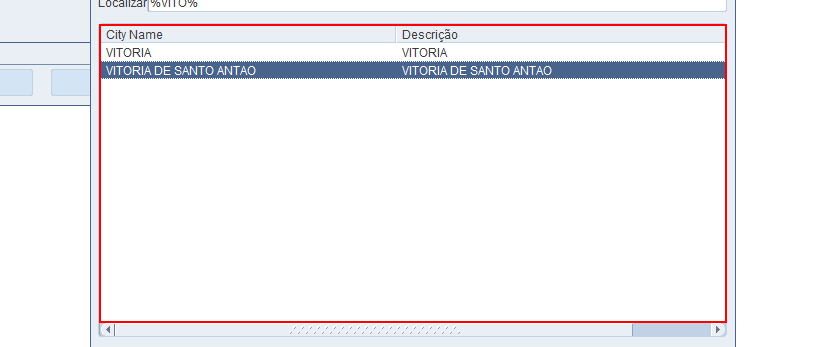 Localizar %VITO%
City Name Descrição
VITORIA VITORIA
VITORIA DE SANTO ANTAO VITORIA DE SANTO ANTAO